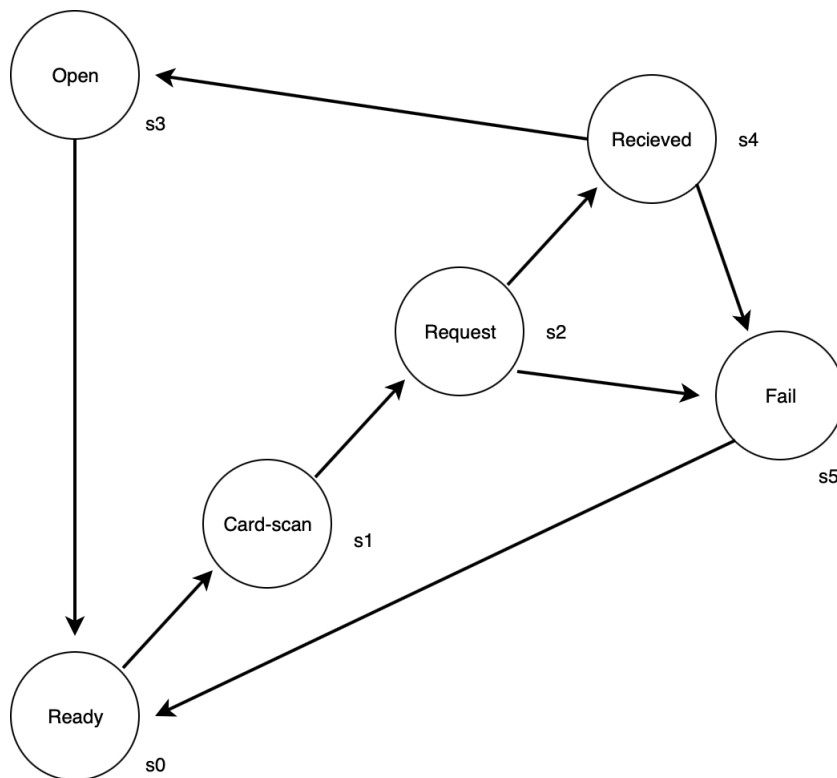 Open
s3
Recieved
s4
Request
s2
Fail
s5
Card-scan
s1
Ready
s0